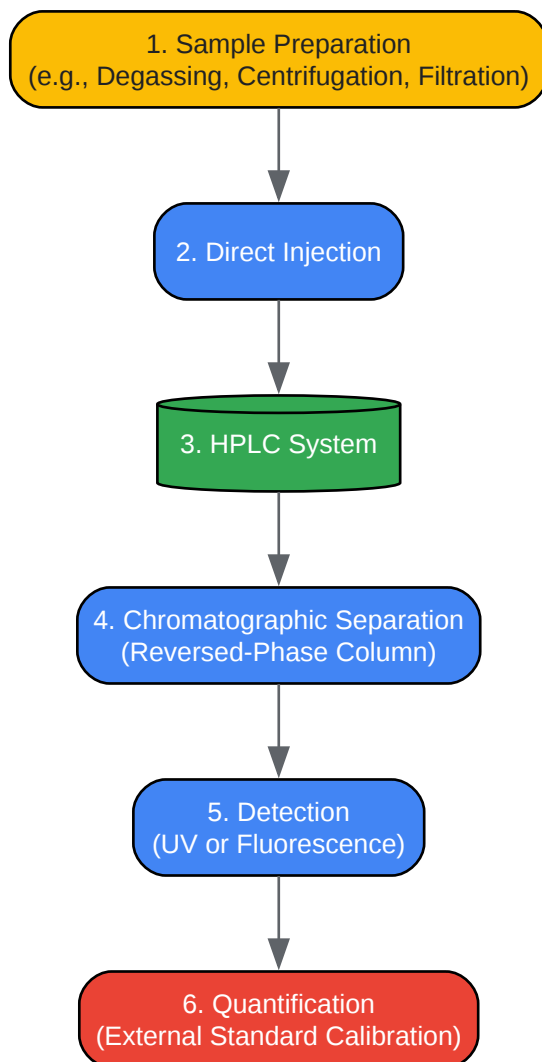 1. Sample Preparation
(e.g., Degassing, Centrifugation, Filtration)
2. Direct Injection
3. HPLC System
4. Chromatographic Separation
(Reversed-Phase Column)
5. Detection
(UV or Fluorescence)
6. Quantification
(External Standard Calibration)